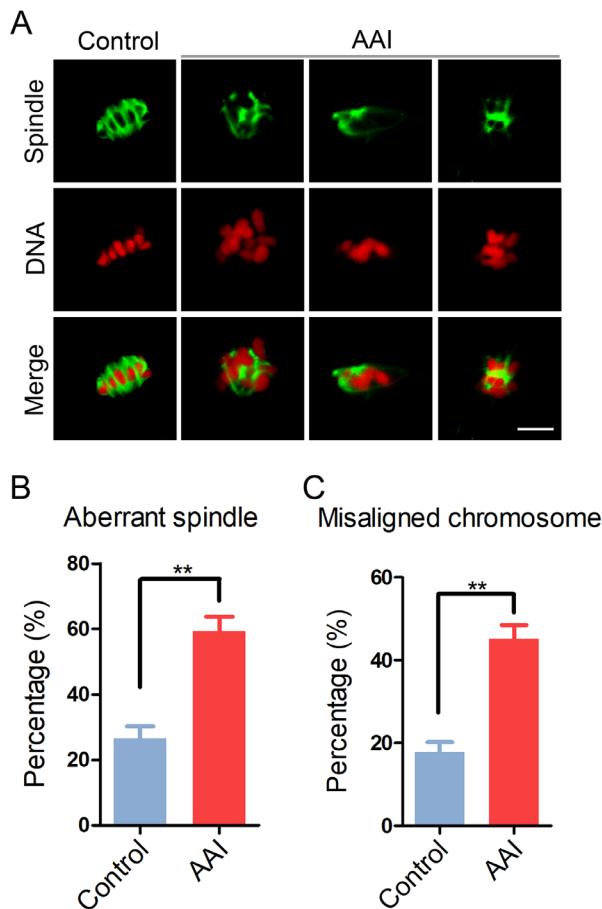 A
Control
AAI
Spindle
DNA
Merge
B
Aberrant spindle
Percentage (%)
80
60
40
20
0
**
Control
AAI
C
Misaligned chromosome
Percentage (%)
60
40
20
0
**
Control
AAI